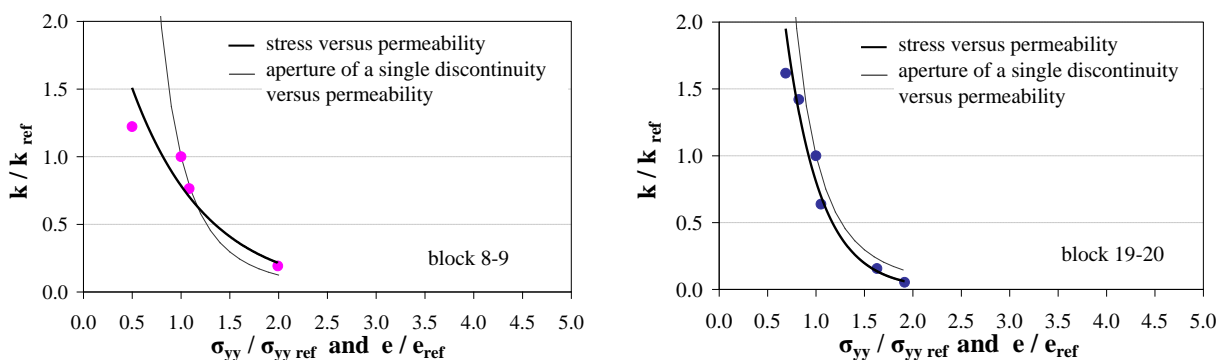 2.0
1.5
1.0
0.5
0.0
k / k ref
stress versus permeability
aperture of a single discontinuity
versus permeability
block 8-9
0.0 0.5 1.0 1.5 2.0 2.5 3.0 3.5 4.0 4.5 5.0
σyy / σyy ref and e / eref
2.0
1.5
1.0
0.5
0.0
k / k ref
stress versus permeability
aperture of a single discontinuity
versus permeability
block 19-20
0.0 0.5 1.0 1.5 2.0 2.5 3.0 3.5 4.0 4.5 5.0
σyy / σyy ref and e / eref